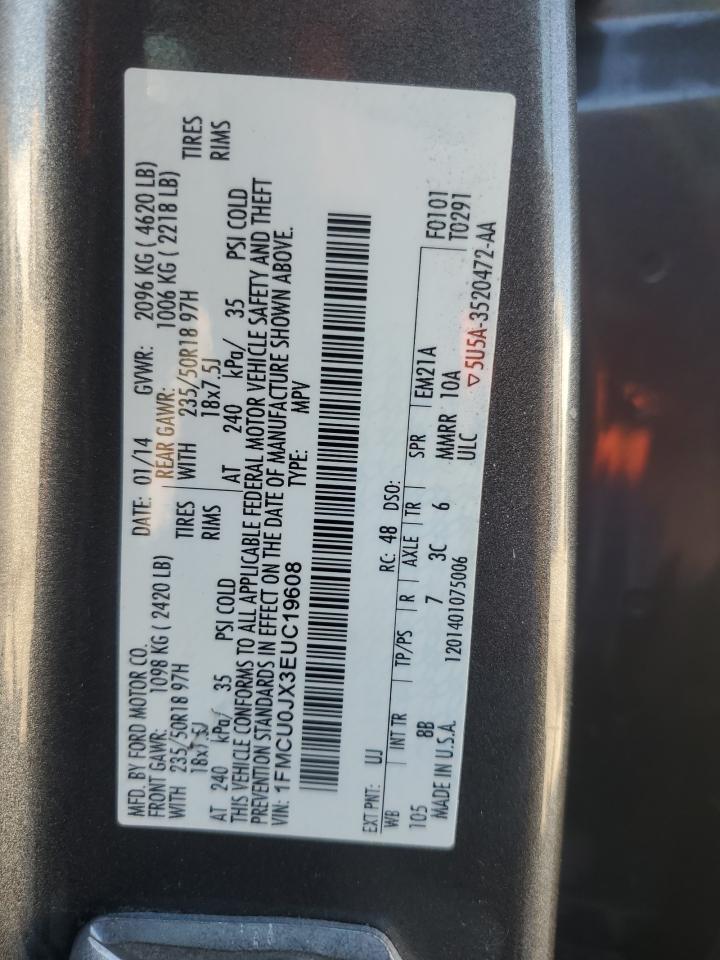 MFD. BY FORD MOTOR CO.
DATE: 01/14 GVWR: 2096 KG ( 4620 LB)
FRONT GAWR: 1098 KG ( 2420 LB) REAR GAWR: 1006 KG ( 2218 LB)
WITH 235/50R18 97H TIRES WITH 235/50R18 97H TIRES
18x7.5J RIMS 18x7.5J RIMS
AT 240 kPa/ 35 PSI COLD AT 240 kPa/ 35 PSI COLD
THIS VEHICLE CONFORMS TO ALL APPLICABLE FEDERAL MOTOR VEHICLE SAFETY AND THEFT
PREVENTION STANDARDS IN EFFECT ON THE DATE OF MANUFACTURE SHOWN ABOVE.
VIN: 1FMCU0JX3EUC19608 TYPE: MPV
EXT PNT: UJ RC: 48 DSO: F0101
WB INT TR TP/PS R AXLE TR SPR EM21A T0291
105 8B 7 3C 6 MMRR 10A
MADE IN U.S.A. 1201401075006 ULC ▽5U5A-3520472-AA